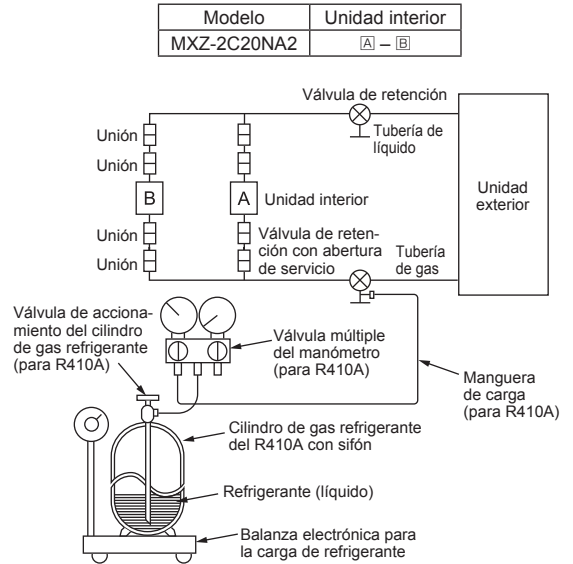 Modelo Unidad interior
MXZ-2C20NA2 A – B
Válvula de retención
Unión
Tubería de
líquido
Unión
B
A
Unidad interior
Unidad
exterior
Unión
Válvula de reten-
ción con abertura
de servicio
Tubería
de gas
Unión
Válvula de acciona-
miento del cilindro
de gas refrigerante
(para R410A)
Válvula múltiple
del manómetro
(para R410A)
Manguera
de carga
(para R410A)
Cilindro de gas refrigerante
del R410A con sifón
Refrigerante (líquido)
Balanza electrónica para
la carga de refrigerante